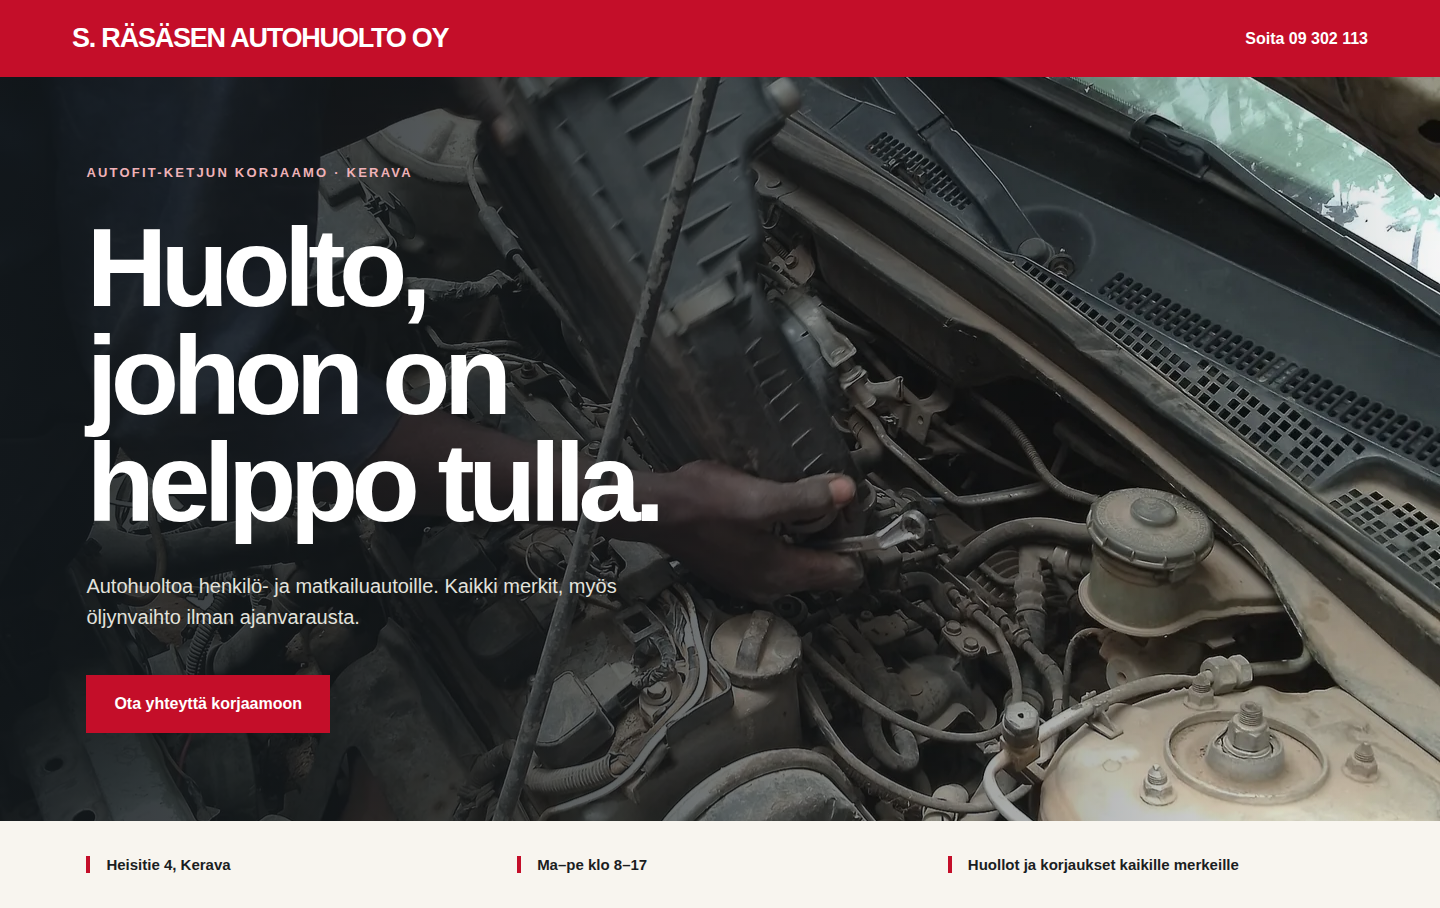 S. RÄSÄSEN AUTOHUOLTO OY
Soita 09 302 113
AUTOFIT-KETJUN KORJAAMO · KERAVA
Huolto,
johon on
helppo tulla.
Autohuoltoa henkilö- ja matkailuautoille. Kaikki merkit, myös
öljynvaihto ilman ajanvarausta.
Ota yhteyttä korjaamoon
Heisitie 4, Kerava
Ma–pe klo 8–17
Huollot ja korjaukset kaikille merkeille